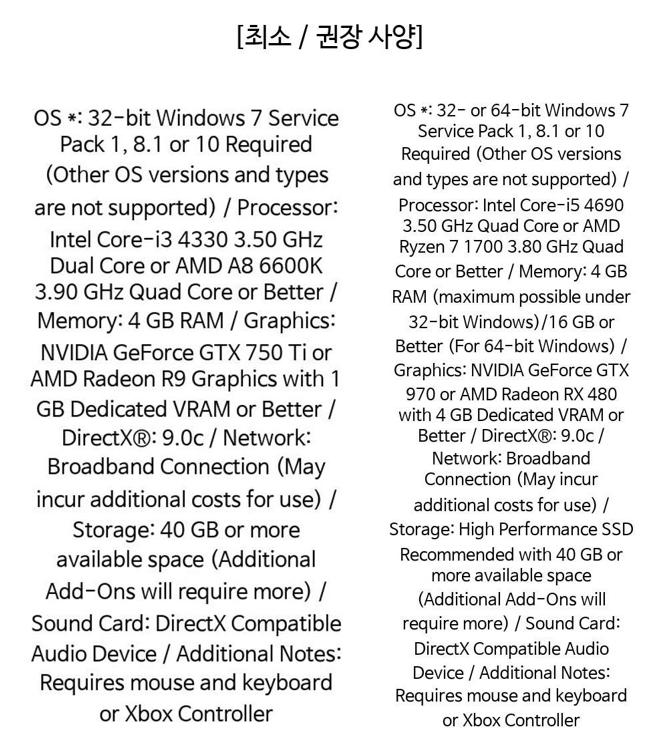 [최소 / 권장 사양]
OS *: 32-bit Windows 7 Service
Pack 1, 8.1 or 10 Required
(Other OS versions and types
are not supported) / Processor:
Intel Core-i3 4330 3.50 GHz
Dual Core or AMD A8 6600K
3.90 GHz Quad Core or Better /
Memory: 4 GB RAM / Graphics:
NVIDIA GeForce GTX 750 Ti or
AMD Radeon R9 Graphics with 1
GB Dedicated VRAM or Better /
DirectX®: 9.0c / Network:
Broadband Connection (May
incur additional costs for use) /
Storage: 40 GB or more
available space (Additional
Add-Ons will require more) /
Sound Card: DirectX Compatible
Audio Device / Additional Notes:
Requires mouse and keyboard
or Xbox Controller
OS *: 32- or 64-bit Windows 7
Service Pack 1, 8.1 or 10
Required (Other OS versions
and types are not supported) /
Processor: Intel Core-i5 4690
3.50 GHz Quad Core or AMD
Ryzen 7 1700 3.80 GHz Quad
Core or Better / Memory: 4 GB
RAM (maximum possible under
32-bit Windows)/16 GB or
Better (For 64-bit Windows) /
Graphics: NVIDIA GeForce GTX
970 or AMD Radeon RX 480
with 4 GB Dedicated VRAM or
Better / DirectX®: 9.0c /
Network: Broadband
Connection (May incur
additional costs for use) /
Storage: High Performance SSD
Recommended with 40 GB or
more available space
(Additional Add-Ons will
require more) / Sound Card:
DirectX Compatible Audio
Device / Additional Notes:
Requires mouse and keyboard
or Xbox Controller